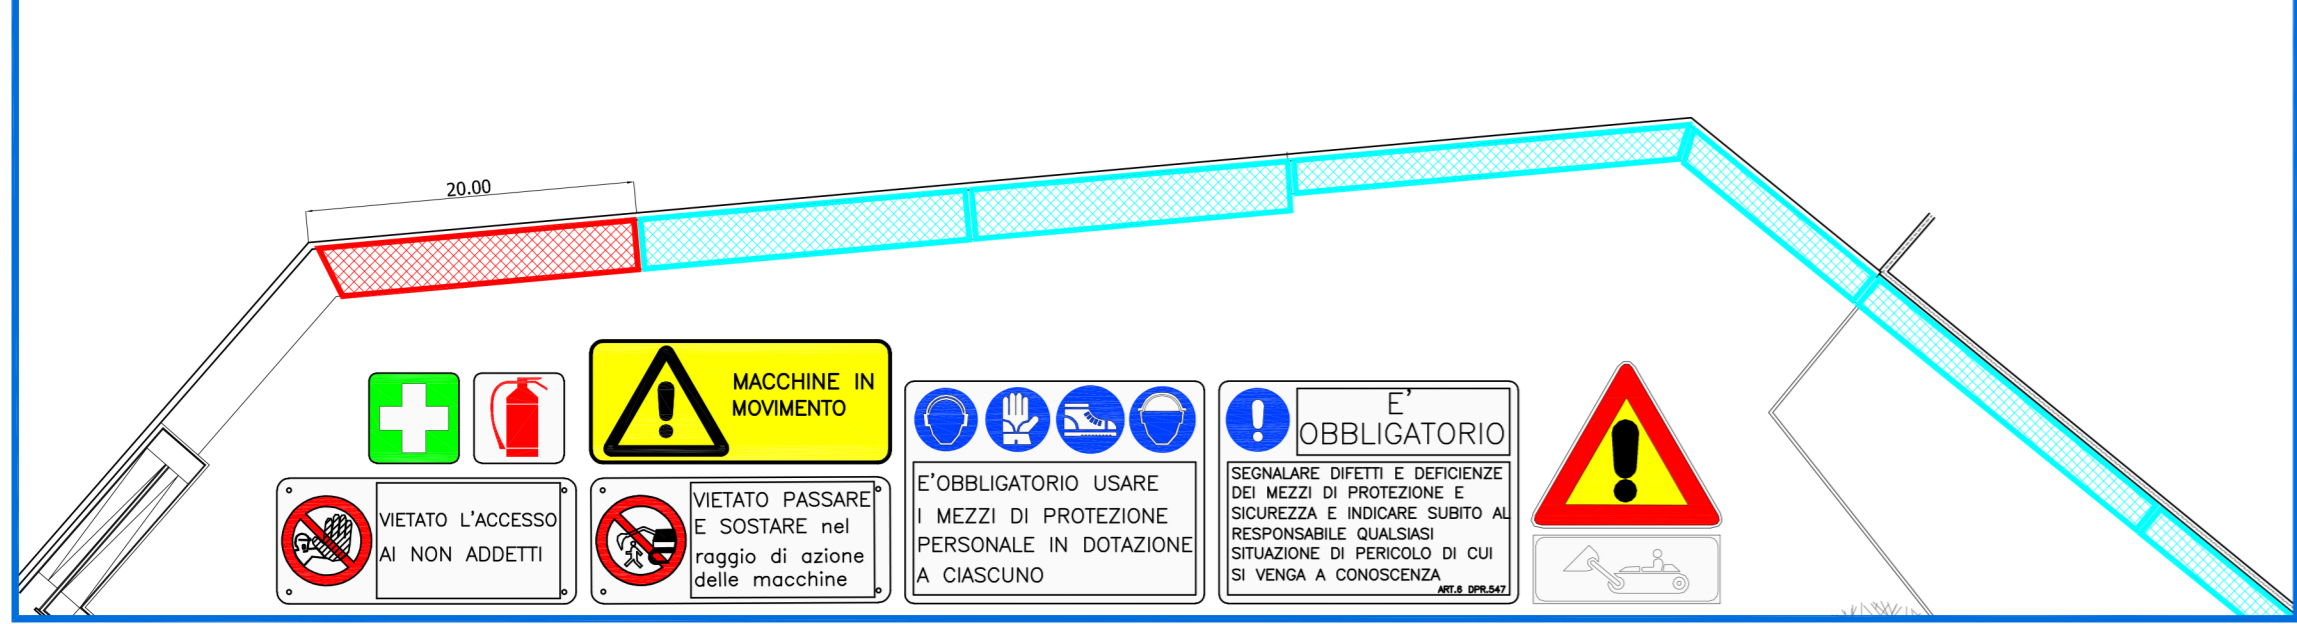 20.00
MACCHINE IN
MOVIMENTO
VIETATO L'ACCESSO
AI NON ADDETTI
VIETATO PASSARE
E SOSTARE nel
raggio di azione
delle macchine
E'OBBLIGATORIO USARE
I MEZZI DI PROTEZIONE
PERSONALE IN DOTAZIONE
A CIASCUNO
E'
OBBLIGATORIO
SEGNALARE DIFETTI E DEFICIENZE
DEI MEZZI DI PROTEZIONE E
SICUREZZA E INDICARE SUBITO AL
RESPONSABILE QUALSIASI
SITUAZIONE DI PERICOLO DI CUI
SI VENGA A CONOSCENZA
ART.6 DPR.547